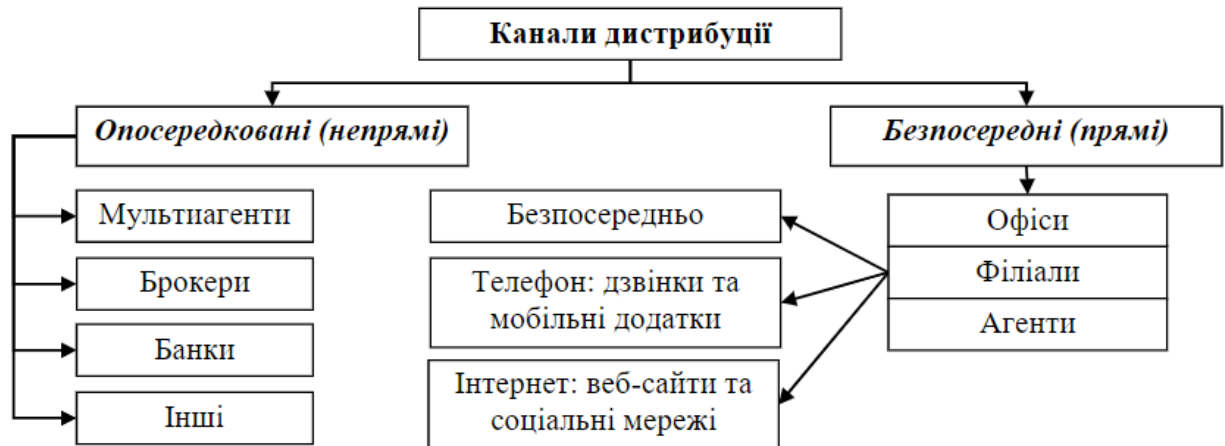 Канали дистрибуції
Опосередковані (непрямі)
Безпосередні (прямі)
Мультиагенти
Брокери
Банки
Інші
Безпосередньо
Телефон: дзвінки та
мобільні додатки
Інтернет: веб-сайти та
соціальні мережі
Офіси
Філіали
Агенти